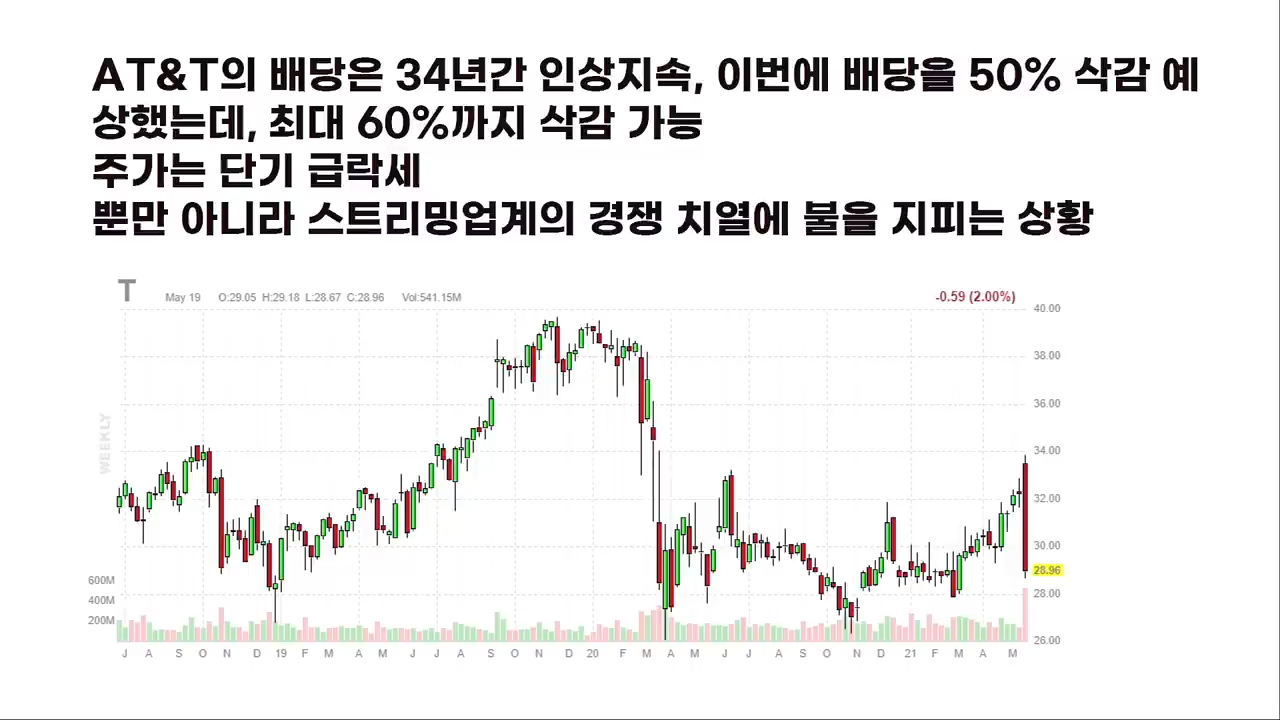 AT&T의 배당은 34년간 인상지속, 이번에 배당을 50% 삭감 예
상했는데, 최대 60%까지 삭감 가능
주가는 단기 급락세
뿐만 아니라 스트리밍업계의 경쟁 치열에 불을 지피는 상황
T May 19 O:29.05 H:29.18 L:28.67 C:28.96 Vol:541.15M -0.59 (2.00%)
40.00
38.00
36.00
WEEKLY
34.00
32.00
30.00
28.96
600M
28.00
400M
200M
26.00
J A S O N D 19 F M A M J J A S O N D 20 F M A M J J A S O N D 21 F M A M